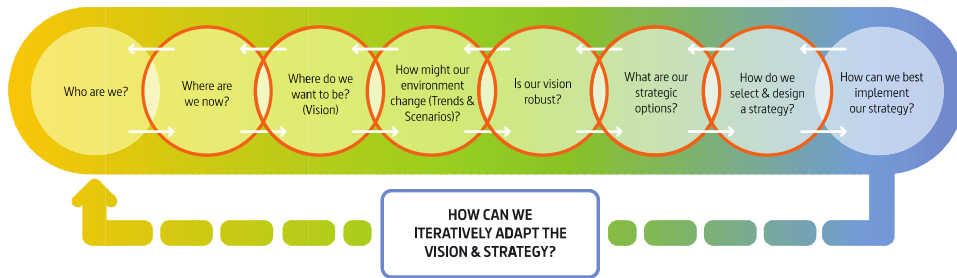 Who are we?
Where are
we now?
Where do we
want to be?
(Vision)
How might our
environment
change (Trends &
Scenarios)?
Is our vision
robust?
What are our
strategic
options?
How do we
select & design
a strategy?
How can we best
implement
our strategy?
HOW CAN WE
ITERATIVELY ADAPT THE
VISION & STRATEGY?